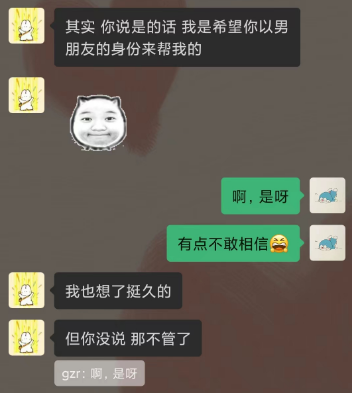 其实 你说是的话 我是希望你以男
朋友的身份来帮我的
啊，是呀
有点不敢相信😆
我也想了挺久的
但你没说 那不管了
gzr：啊，是呀